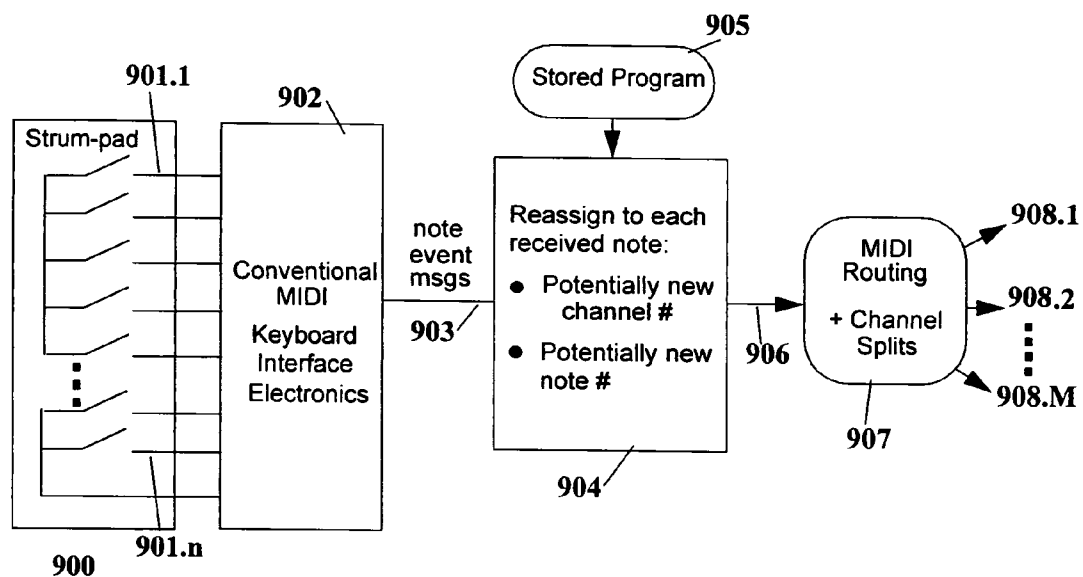 905
Stored Program
901.1
902
Strum-pad
Conventional
MIDI
Keyboard
Interface
Electronics
note
event
msgs
903
Reassign to each
received note:
● Potentially new
channel #
● Potentially new
note #
904
906
MIDI
Routing
+ Channel
Splits
907
908.1
908.2
908.M
901.n
900